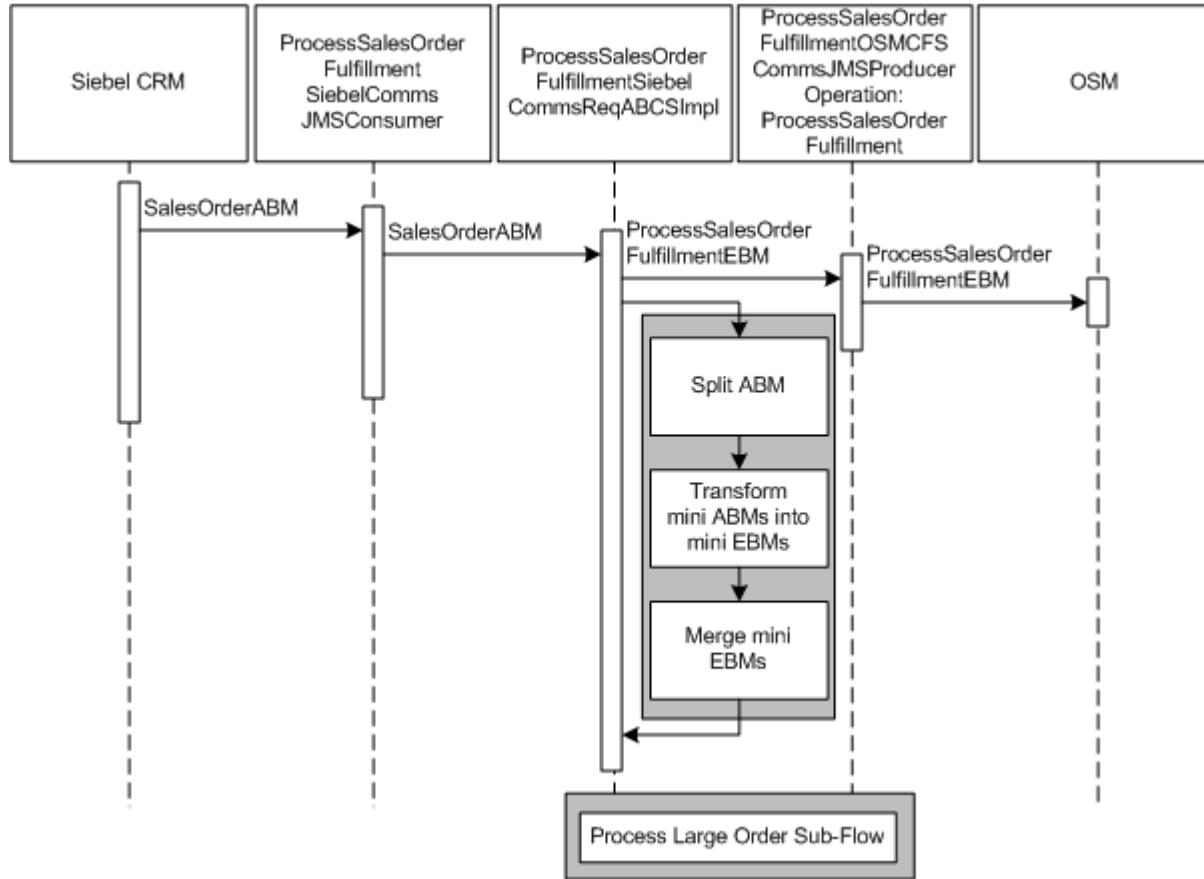 Siebel CRM
ProcessSalesOrder
Fulfillment
SiebelComms
JMSConsumer
ProcessSalesOrder
FulfillmentSiebel
CommsReqABCSImpl
ProcessSalesOrder
FulfillmentOSMCFS
CommsJMSProducer
Operation:
ProcessSalesOrder
Fulfillment
OSM
SalesOrderABM
SalesOrderABM
ProcessSalesOrder
FulfillmentEBM
ProcessSalesOrder
FulfillmentEBM
Split ABM
Transform
mini ABMs into
mini EBMs
Merge mini
EBMs
Process Large Order Sub-Flow